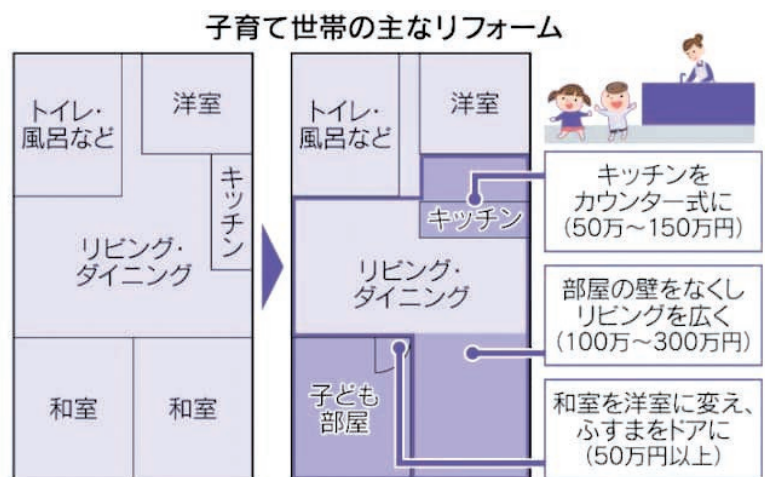 子育て世帯の主なリフォーム
トイレ・
風呂など
洋室
キッチン
リビング・
ダイニング
和室
和室
トイレ・
風呂など
洋室
キッチン
リビング・
ダイニング
子ども
部屋
キッチンを
カウンター式に
(50万〜150万円)
部屋の壁をなくし
リビングを広く
(100万〜300万円)
和室を洋室に変え、
ふすまをドアに
(50万円以上)